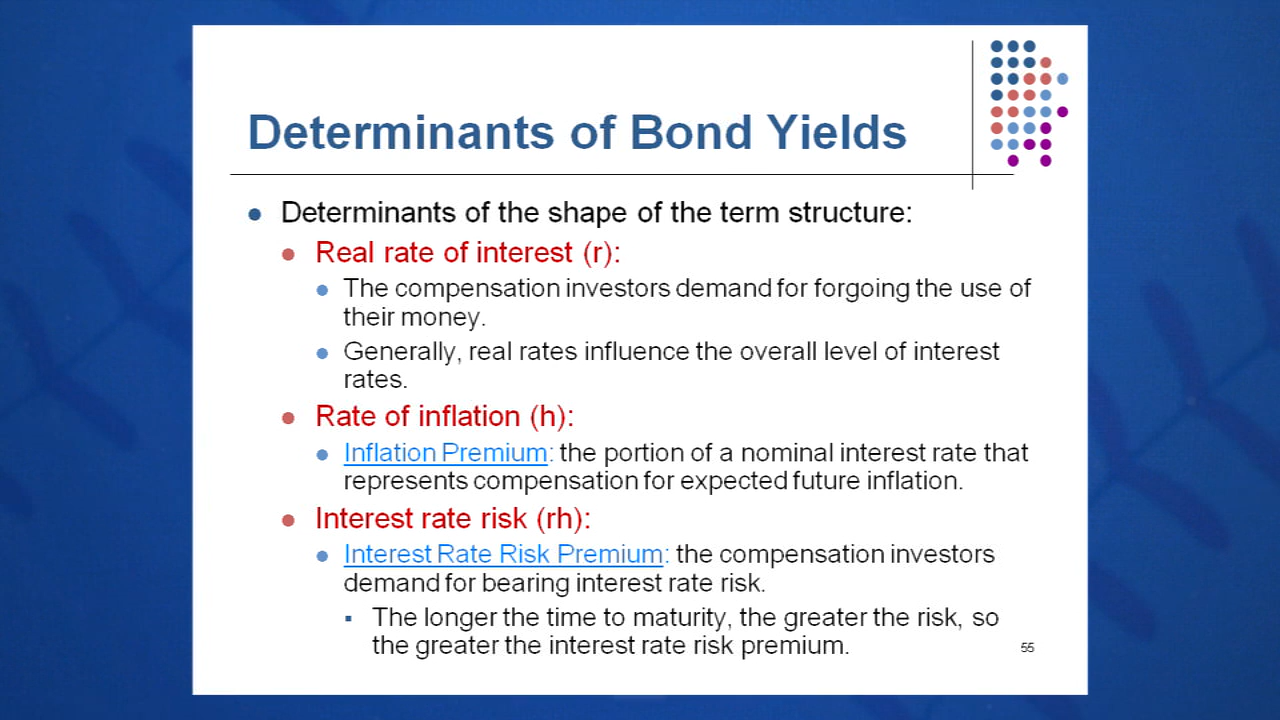 Determinants of Bond Yields
Determinants of the shape of the term structure:
Real rate of interest (r):
The compensation investors demand for forgoing the use of
their money.
Generally, real rates influence the overall level of interest
rates.
Rate of inflation (h):
Inflation Premium: the portion of a nominal interest rate that
represents compensation for expected future inflation.
Interest rate risk (rh):
Interest Rate Risk Premium: the compensation investors
demand for bearing interest rate risk.
The longer the time to maturity, the greater the risk, so
the greater the interest rate risk premium.
55